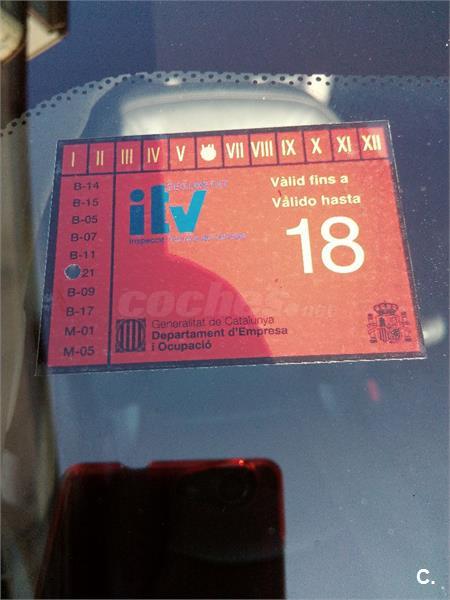 I II III IV V VII VIII IX X XI XII
B-14
B-15
B-05
B-07
B-11
21
B-09
B-17
M-01
M-05
itv
Vàlid fins a
Válido hasta
18
coches.net
Generalitat de Catalunya
Departament d'Empresa
i Ocupació
C.